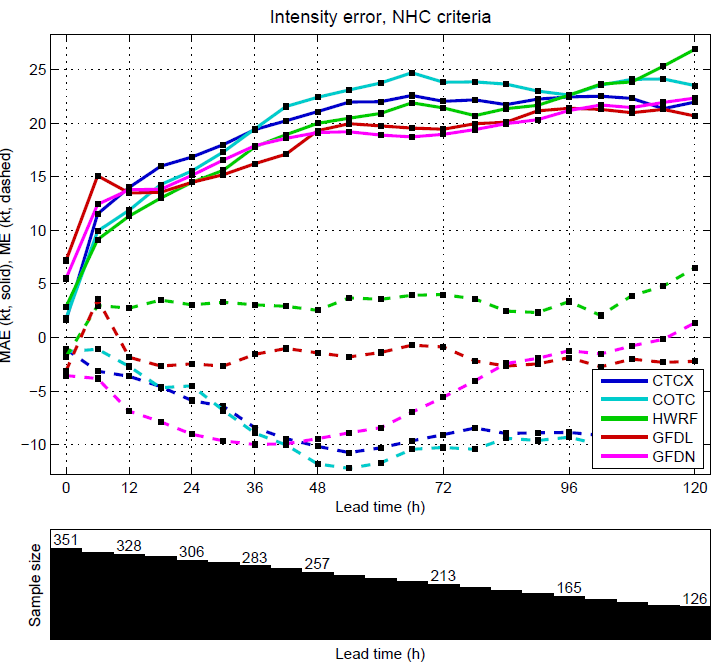 Intensity error, NHC criteria
MAE (kt, solid), ME (kt, dashed)
25
20
15
10
5
0
−5
−10
CTCX
COTC
HWRF
GFDL
GFDN
0 12 24 36 48 72 96 120
Lead time (h)
Sample size
351 328 306 283 257 213 165 126
Lead time (h)